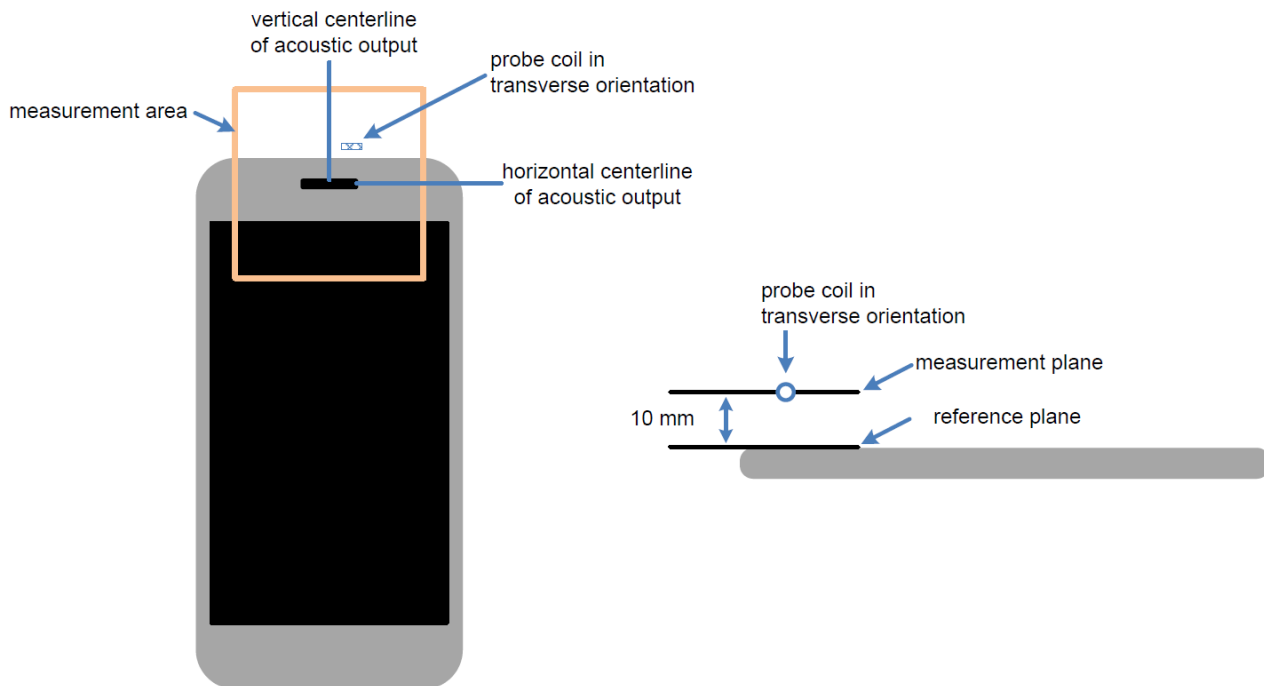 vertical centerline
of acoustic output
probe coil in
transverse orientation
measurement area
horizontal centerline
of acoustic output
probe coil in
transverse orientation
measurement plane
10 mm
reference plane